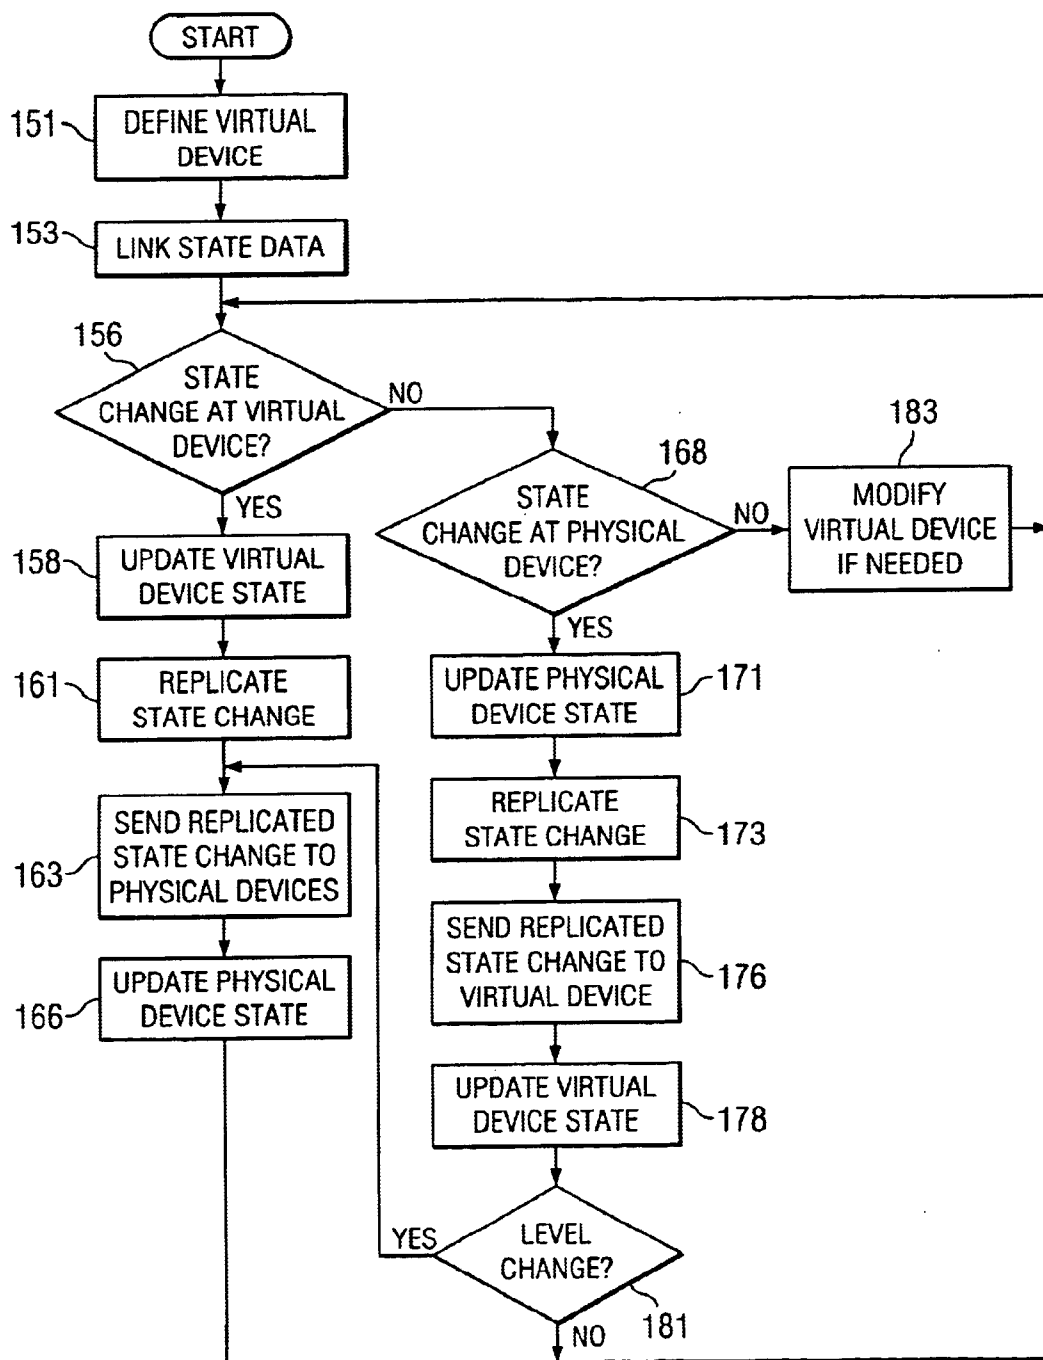 START
151
DEFINE VIRTUAL
DEVICE
153
LINK STATE DATA
156
STATE
CHANGE AT VIRTUAL
DEVICE?
NO
YES
168
STATE
CHANGE AT PHYSICAL
DEVICE?
NO
YES
183
MODIFY
VIRTUAL DEVICE
IF NEEDED
158
UPDATE VIRTUAL
DEVICE STATE
161
REPLICATE
STATE CHANGE
163
SEND REPLICATED
STATE CHANGE TO
PHYSICAL DEVICES
166
UPDATE PHYSICAL
DEVICE STATE
UPDATE PHYSICAL
DEVICE STATE
171
REPLICATE
STATE CHANGE
173
SEND REPLICATED
STATE CHANGE TO
VIRTUAL DEVICE
176
UPDATE VIRTUAL
DEVICE STATE
178
YES
LEVEL
CHANGE?
181
NO